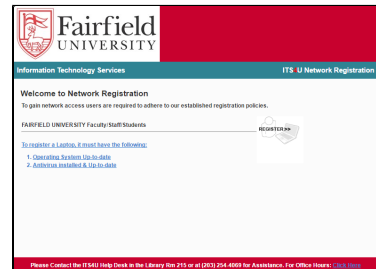 Fairfield
UNIVERSITY
Information Technology Services
ITS4U Network Registration
Welcome to Network Registration
To gain network access users are required to adhere to our established registration policies.
FAIRFIELD UNIVERSITY Faculty/Staff/Students
REGISTER >>
To register a Laptop, it must have the following:
1. Operating System Up-to-date
2. Antivirus installed & Up-to-date
Please Contact the ITS4U Help Desk in the Library Rm 215 or at (203) 254-4069 for Assistance. For Office Hours: Click Here